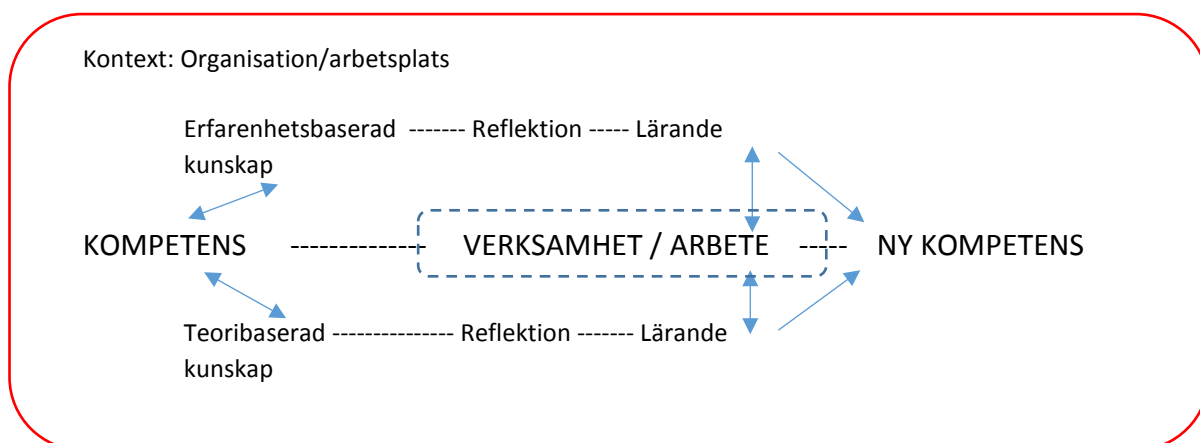 Kontext: Organisation/arbetsplats
Erfarenhetsbaserad ------- Reflektion ----- Lärande
kunskap
KOMPETENS -------------- VERKSAMHET / ARBETE ----- NY KOMPETENS
Teoribaserad --------------- Reflektion ------- Lärande
kunskap